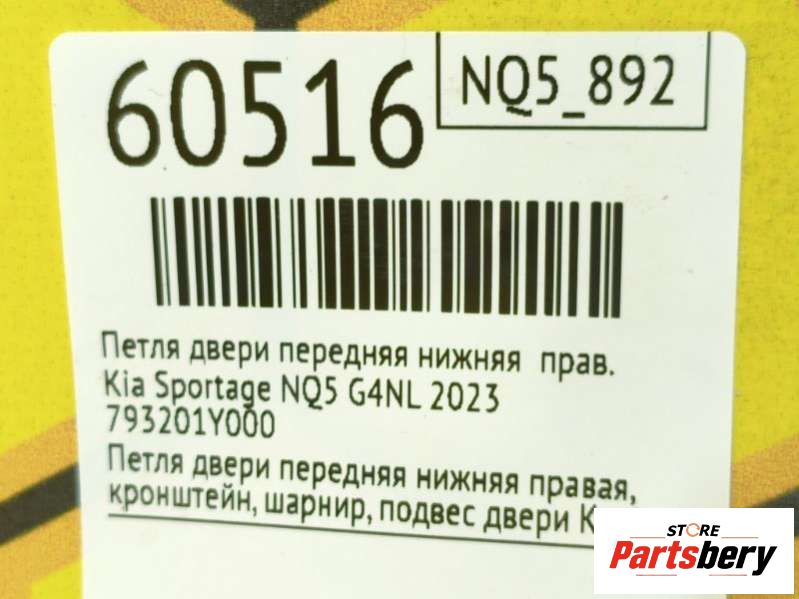 60516
NQ5_892
Петля двери передняя нижняя прав.
Kia Sportage NQ5 G4NL 2023
793201Y000
Петля двери передняя нижняя правая,
кронштейн, шарнир, подвес двери
STORE
Partsbery